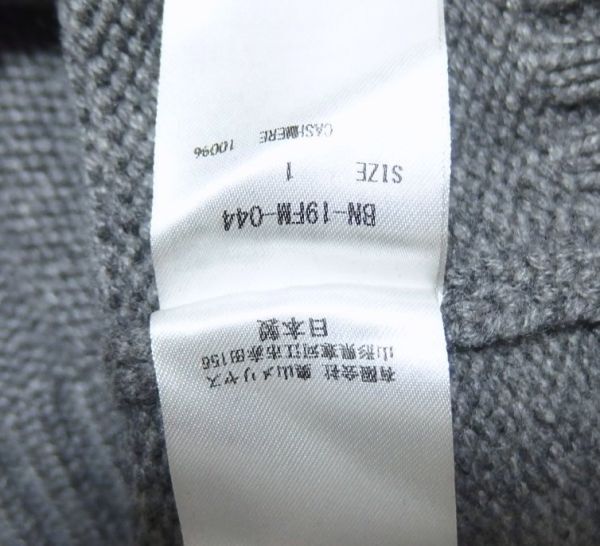 有限会社 奥山メリヤス
山形県寒河江市赤田156
日本製
BN-19FM-044
SIZE 1
CASHMERE 100%